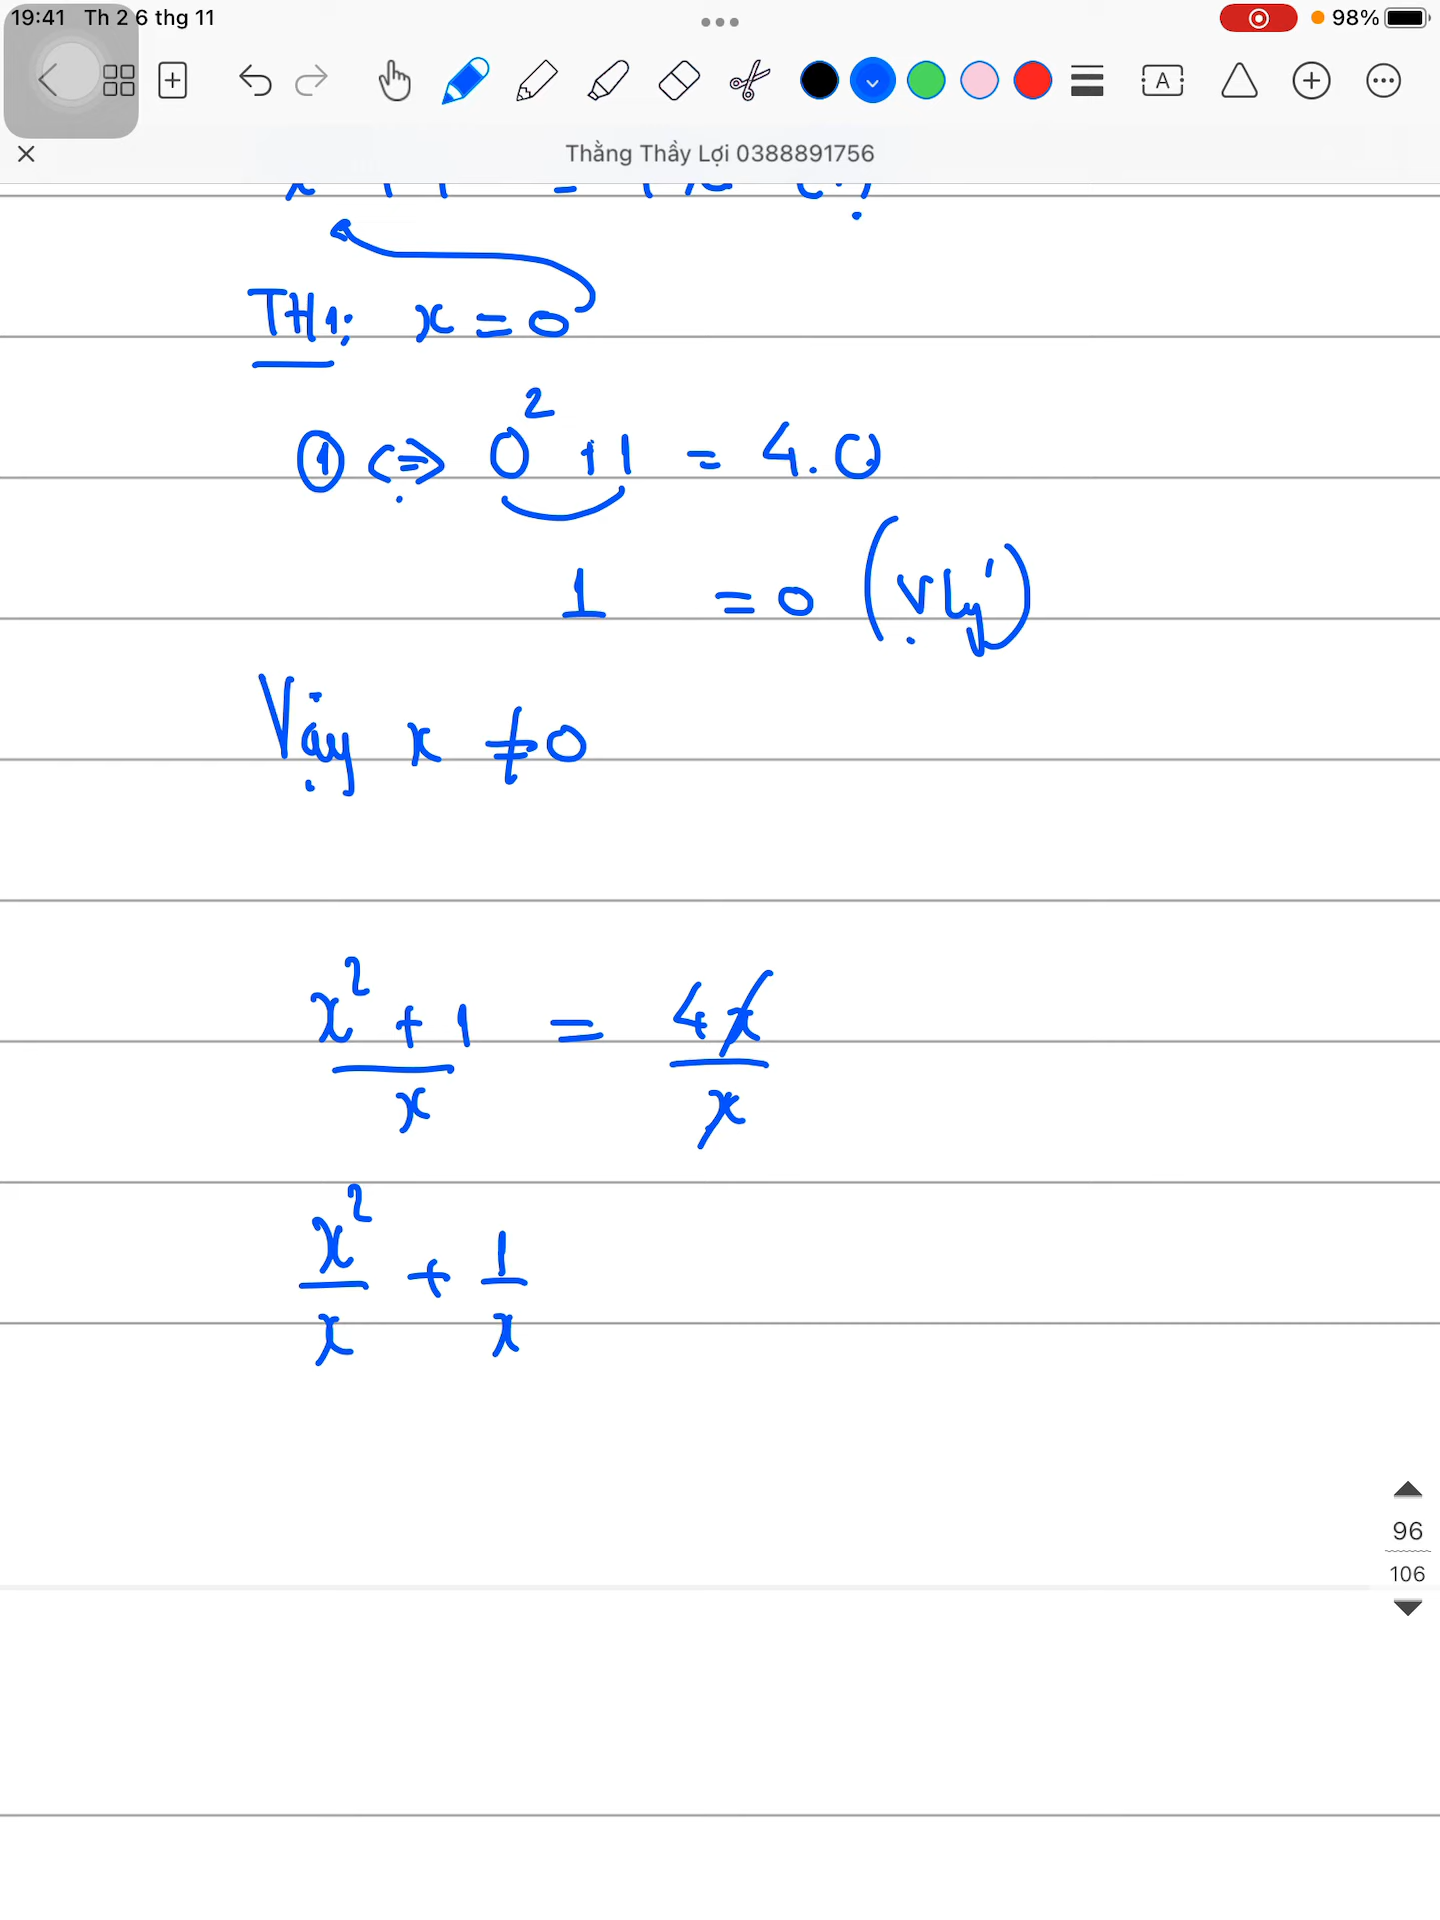 19:41 Th 2 6 thg 11 98%
A
Thằng Thầy Lợi 0388891756
TH1: x = 0
① <=> 0² + 1 = 4.0
1 = 0 (vlý)
Vậy x ≠ 0
x² + 1 = 4x
x x
x² + 1
x x
96
106